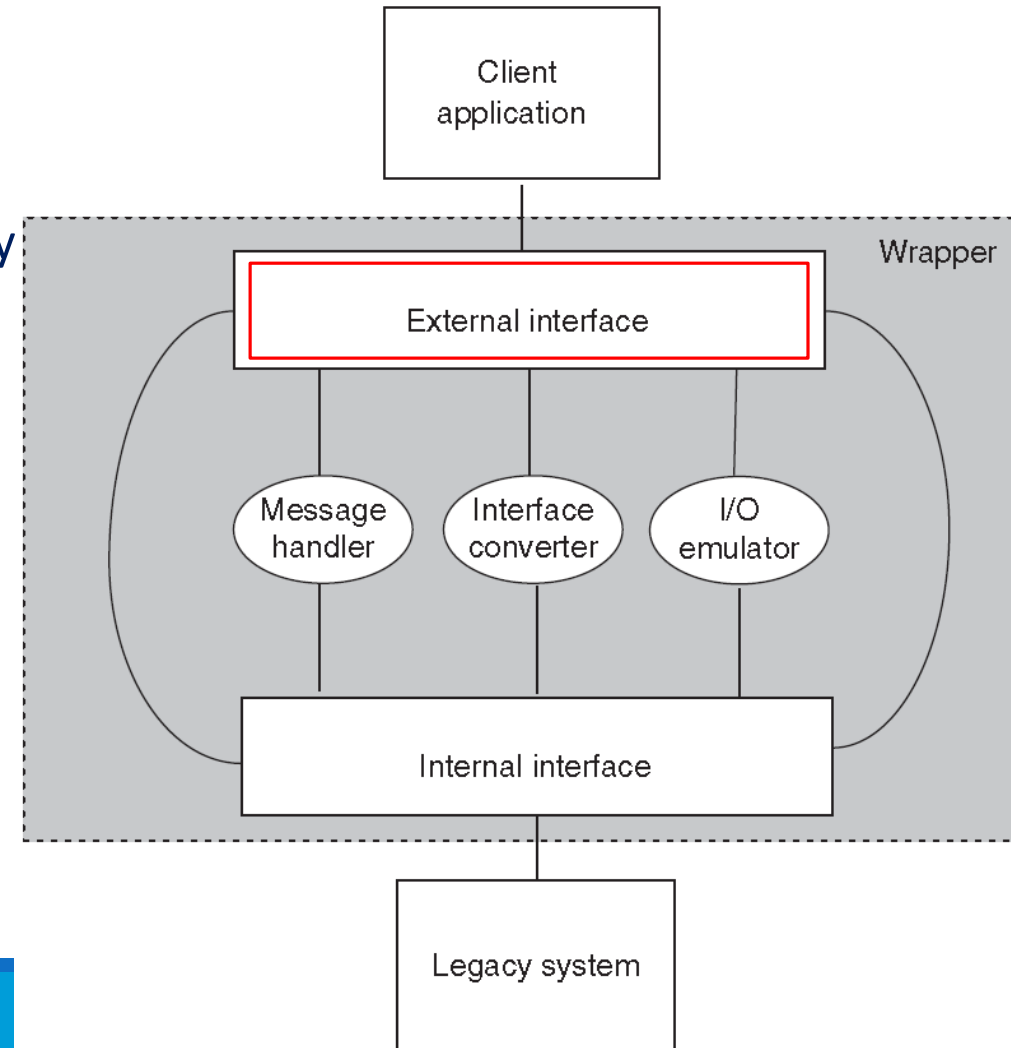 Client
application
y
Wrapper
External interface
Message
handler
Interface
converter
I/O
emulator
Internal interface
Legacy system